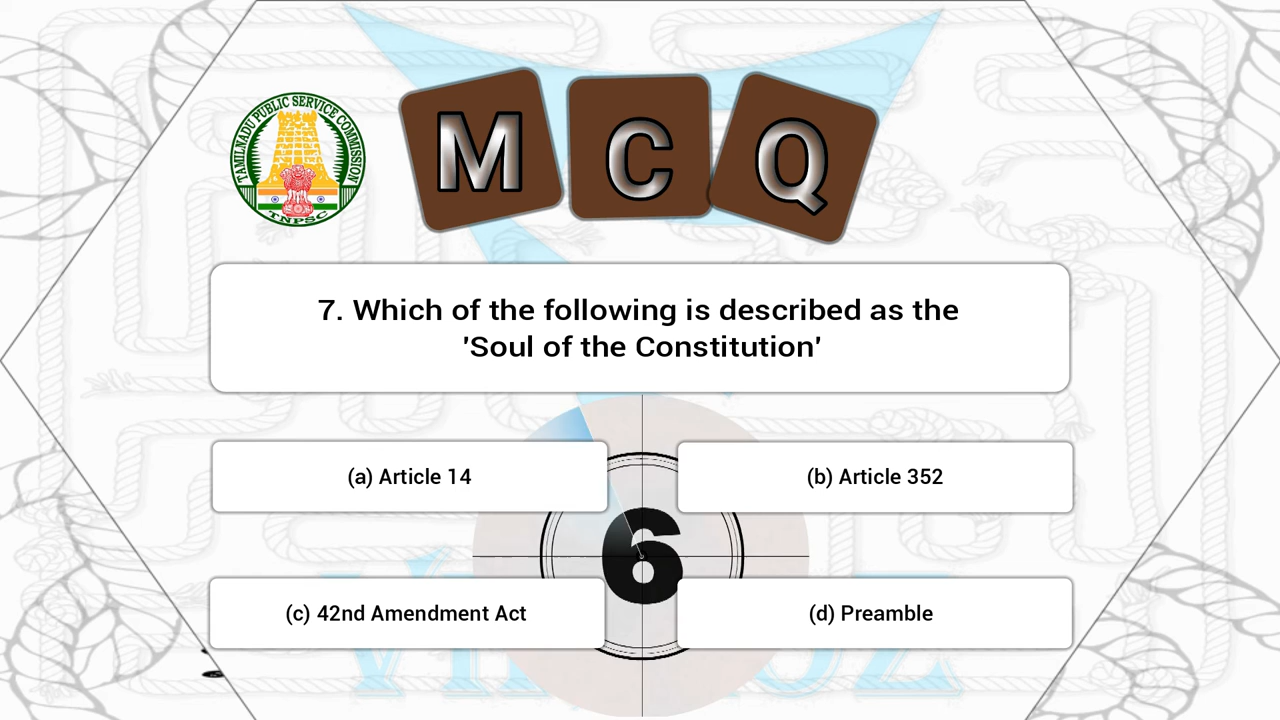 TAMILNADU PUBLIC SERVICE COMMISSION
TNPSC
M C Q
7. Which of the following is described as the
'Soul of the Constitution'
(a) Article 14
(b) Article 352
6
(c) 42nd Amendment Act
(d) Preamble